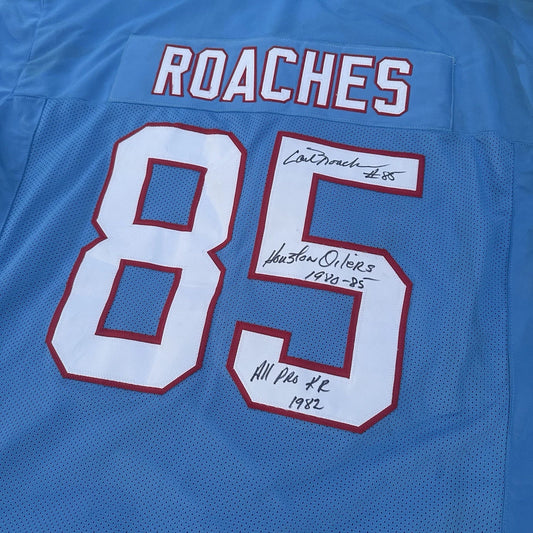 ROACHES
85
Carl Roaches
#85
Houston Oilers
1980-85
All PRO KR
1982